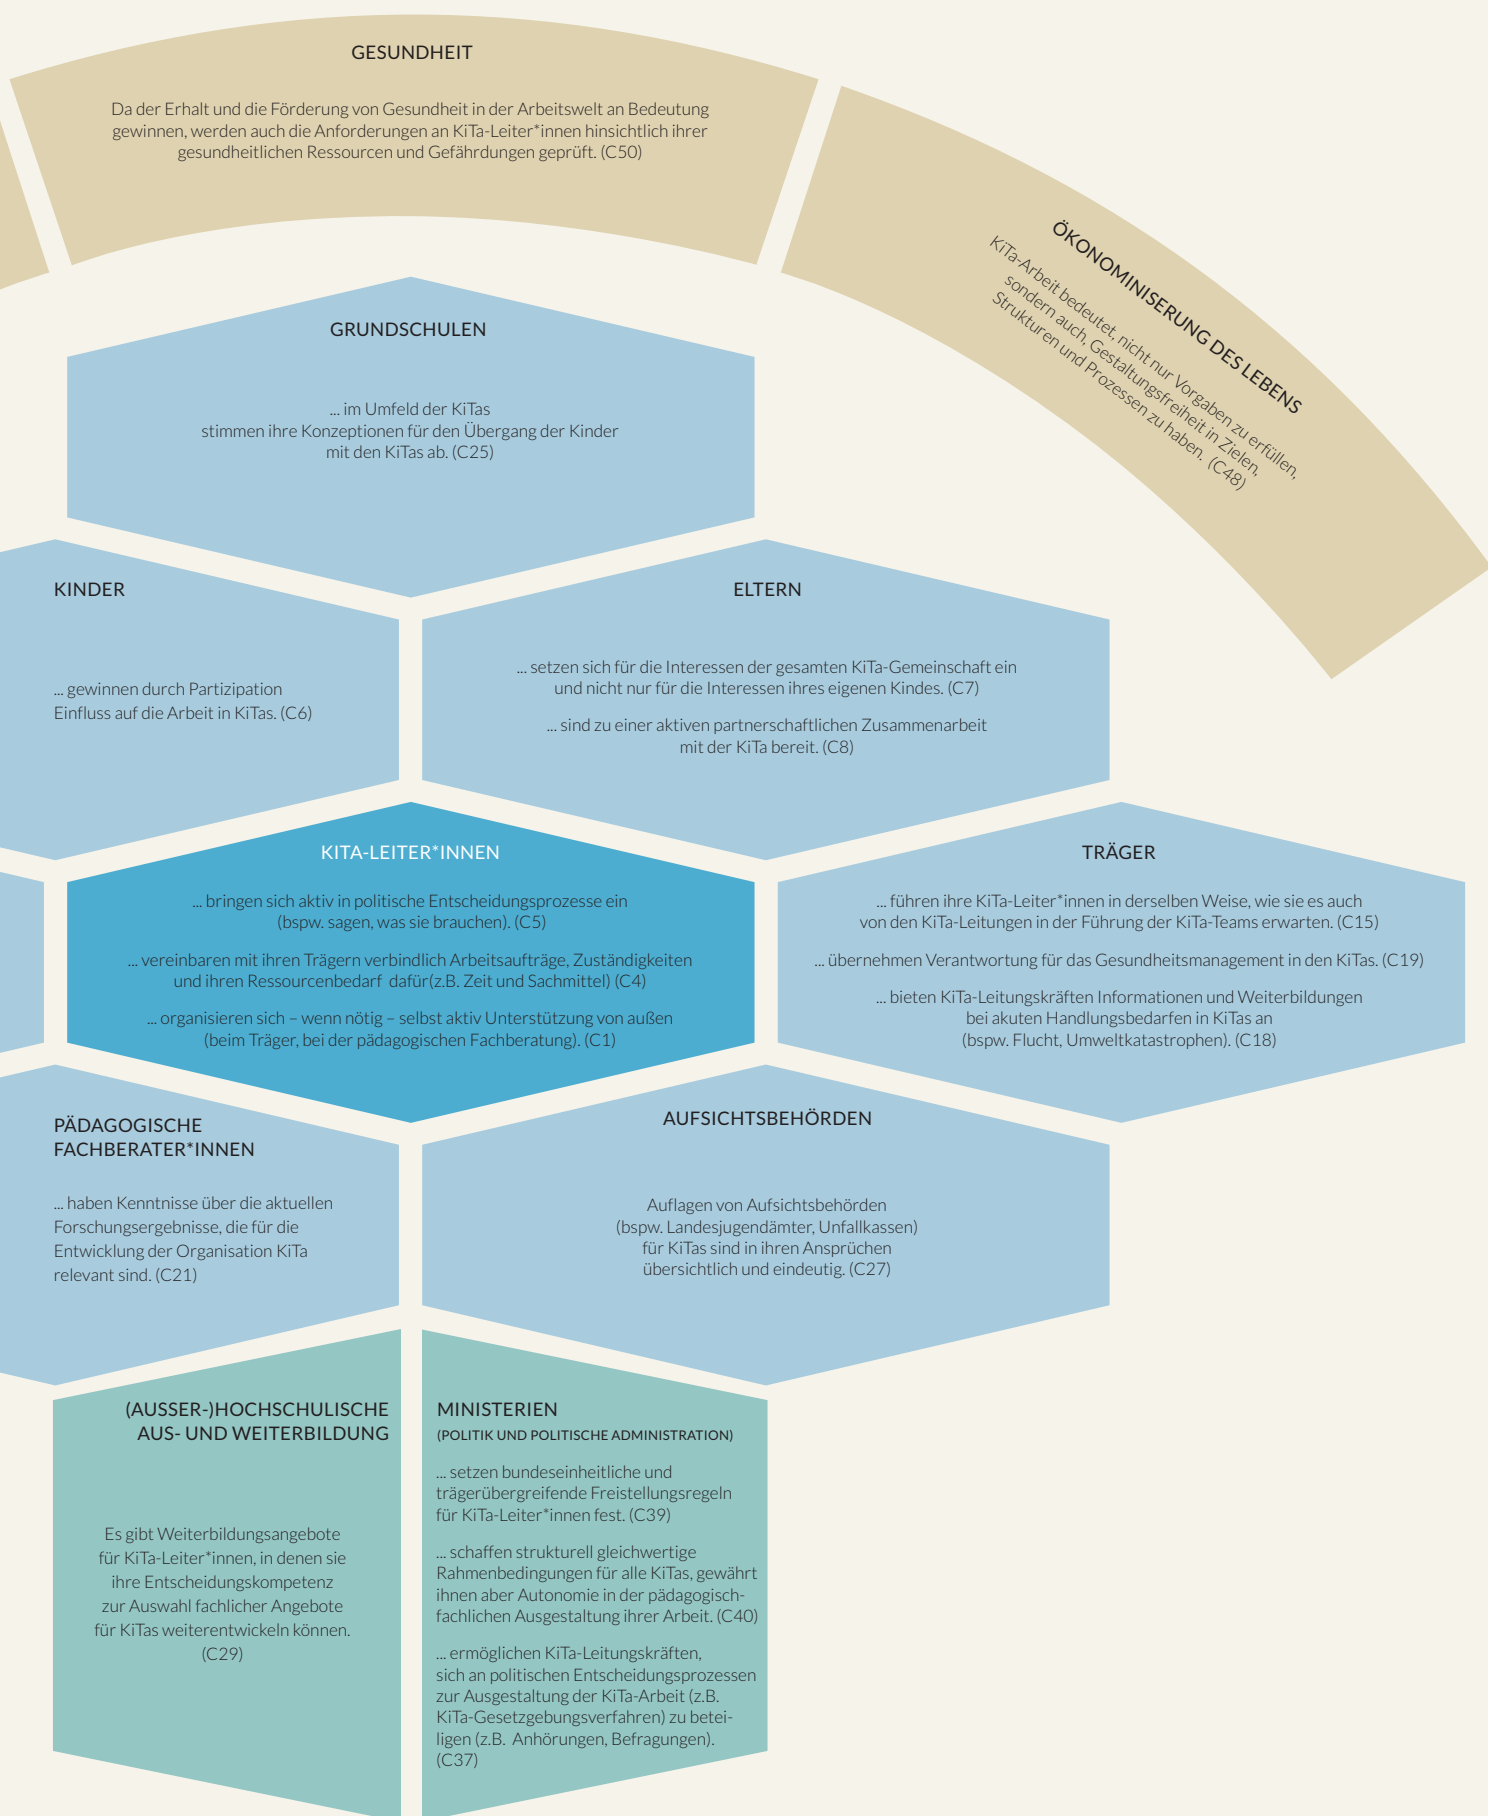 GESUNDHEIT
Da der Erhalt und die Förderung von Gesundheit in der Arbeitswelt an Bedeutung
gewinnen, werden auch die Anforderungen an KiTa-Leiter*innen hinsichtlich ihrer
gesundheitlichen Ressourcen und Gefährdungen geprüft. (C50)
ÖKONOMINISERUNG DES LEBENS
KiTa-Arbeit bedeutet, nicht nur Vorgaben zu erfüllen,
sondern auch, Gestaltungsfreiheit in Zielen,
Strukturen und Prozessen zu haben. (C48)
GRUNDSCHULEN
... im Umfeld der KiTas
stimmen ihre Konzeptionen für den Übergang der Kinder
mit den KiTas ab. (C25)
KINDER
... gewinnen durch Partizipation
Einfluss auf die Arbeit in KiTas. (C6)
ELTERN
... setzen sich für die Interessen der gesamten KiTa-Gemeinschaft ein
und nicht nur für die Interessen ihres eigenen Kindes. (C7)
... sind zu einer aktiven partnerschaftlichen Zusammenarbeit
mit der KiTa bereit. (C8)
KITA-LEITER*INNEN
... bringen sich aktiv in politische Entscheidungsprozesse ein
(bspw. sagen, was sie brauchen). (C5)
... vereinbaren mit ihren Trägern verbindlich Arbeitsaufträge, Zuständigkeiten
und ihren Ressourcenbedarf dafür(z.B. Zeit und Sachmittel) (C4)
... organisieren sich – wenn nötig – selbst aktiv Unterstützung von außen
(beim Träger, bei der pädagogischen Fachberatung). (C1)
TRÄGER
... führen ihre KiTa-Leiter*innen in derselben Weise, wie sie es auch
von den KiTa-Leitungen in der Führung der KiTa-Teams erwarten. (C15)
... übernehmen Verantwortung für das Gesundheitsmanagement in den KiTas. (C19)
... bieten KiTa-Leitungskräften Informationen und Weiterbildungen
bei akuten Handlungsbedarfen in KiTas an
(bspw. Flucht, Umweltkatastrophen). (C18)
PÄDAGOGISCHE
FACHBERATER*INNEN
... haben Kenntnisse über die aktuellen
Forschungsergebnisse, die für die
Entwicklung der Organisation KiTa
relevant sind. (C21)
AUFSICHTSBEHÖRDEN
Auflagen von Aufsichtsbehörden
(bspw. Landesjugendämter, Unfallkassen)
für KiTas sind in ihren Ansprüchen
übersichtlich und eindeutig. (C27)
(AUSSER-)HOCHSCHULISCHE
AUS- UND WEITERBILDUNG
Es gibt Weiterbildungsangebote
für KiTa-Leiter*innen, in denen sie
ihre Entscheidungskompetenz
zur Auswahl fachlicher Angebote
für KiTas weiterentwickeln können.
(C29)
MINISTERIEN
(POLITIK UND POLITISCHE ADMINISTRATION)
... setzen bundeseinheitliche und
trägerübergreifende Freistellungsregeln
für KiTa-Leiter*innen fest. (C39)
... schaffen strukturell gleichwertige
Rahmenbedingungen für alle KiTas, gewährt
ihnen aber Autonomie in der pädagogisch-
fachlichen Ausgestaltung ihrer Arbeit. (C40)
... ermöglichen KiTa-Leitungskräften,
sich an politischen Entscheidungsprozessen
zur Ausgestaltung der KiTa-Arbeit (z.B.
KiTa-Gesetzgebungsverfahren) zu betei-
ligen (z.B. Anhörungen, Befragungen).
(C37)